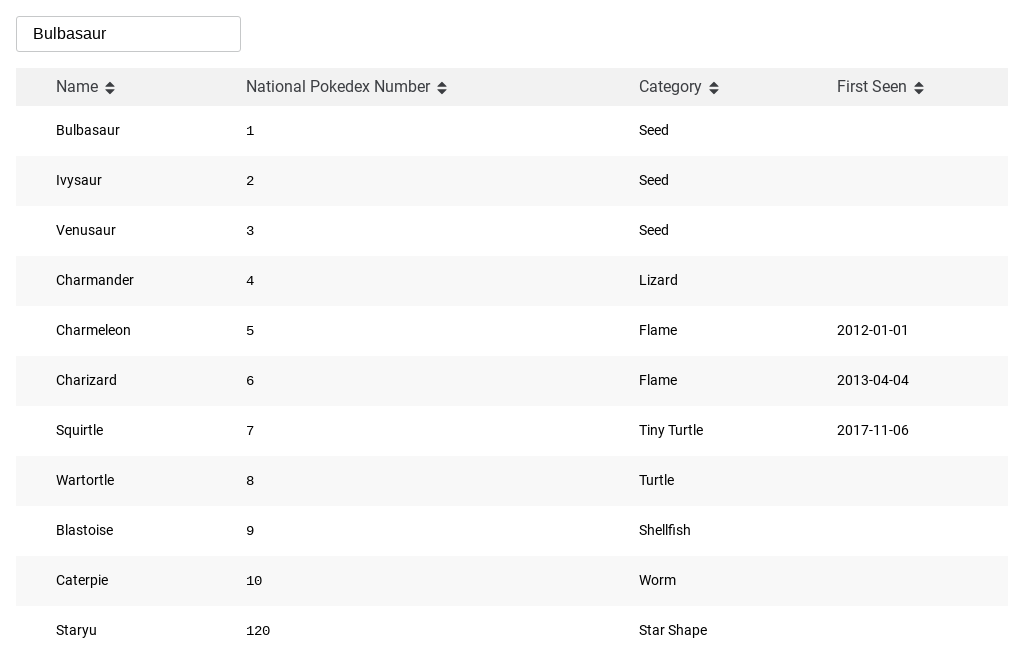 Bulbasaur
Name National Pokedex Number Category First Seen
Bulbasaur 1 Seed
Ivysaur 2 Seed
Venusaur 3 Seed
Charmander 4 Lizard
Charmeleon 5 Flame 2012-01-01
Charizard 6 Flame 2013-04-04
Squirtle 7 Tiny Turtle 2017-11-06
Wartortle 8 Turtle
Blastoise 9 Shellfish
Caterpie 10 Worm
Staryu 120 Star Shape